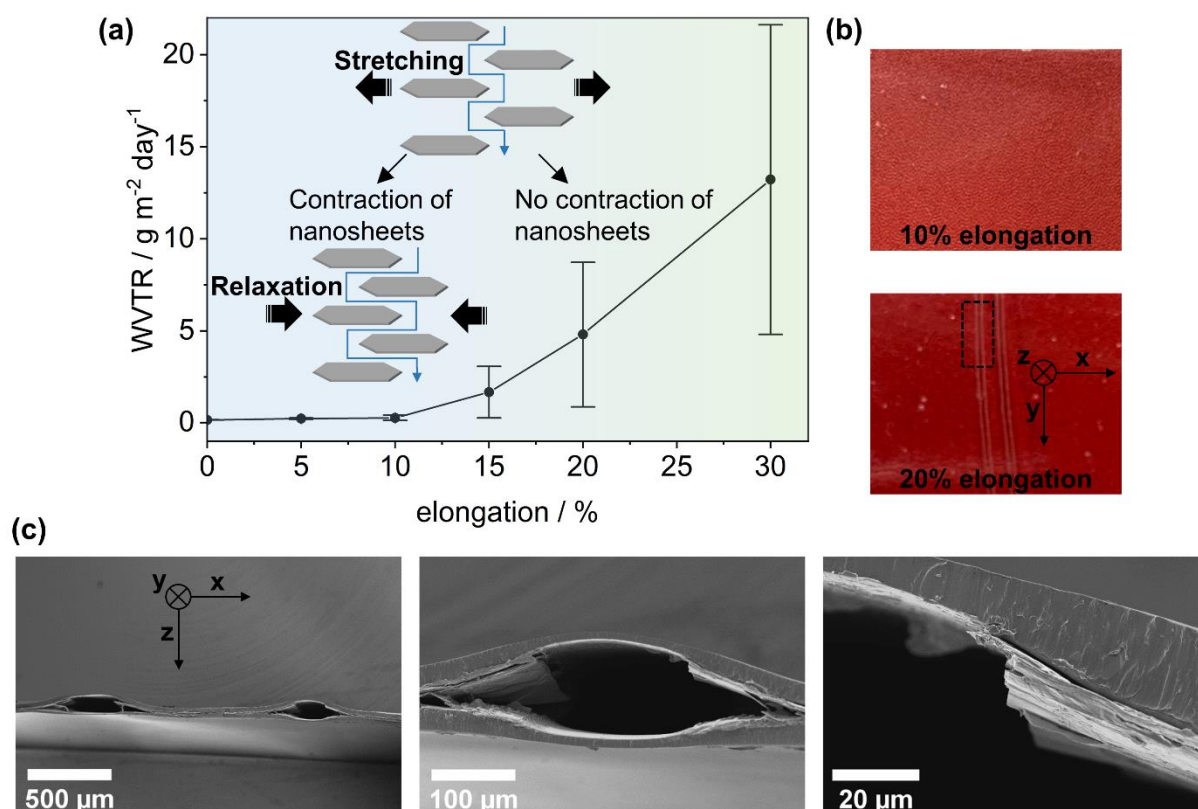 (a)
WVTR / g m⁻² day⁻¹
20
15
10
5
0
Stretching
Contraction of
nanosheets
No contraction of
nanosheets
Relaxation
0 5 10 15 20 25 30
elongation / %
(b)
10% elongation
z x
y
20% elongation
(c)
y x
z
500 µm
100 µm
20 µm